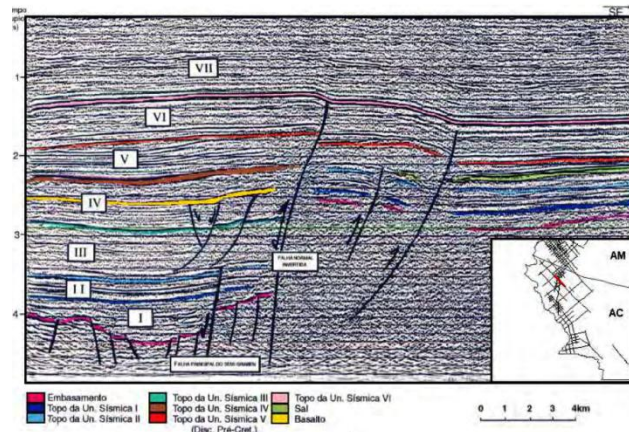 SE
1
2
3
4
VII
VI
V
IV
III
II
I
FALHA NORMAL
INVERTIDA
FALHA PRINCIPAL DO SEMI-GRABEN
AM
AC
Embasamento
Topo da Un. Sísmica I
Topo da Un. Sísmica II
Topo da Un. Sísmica III
Topo da Un. Sísmica IV
Topo da Un. Sísmica V
(Disc. Pré-Cret.)
Topo da Un. Sísmica VI
Sal
Basalto
0 1 2 3 4km